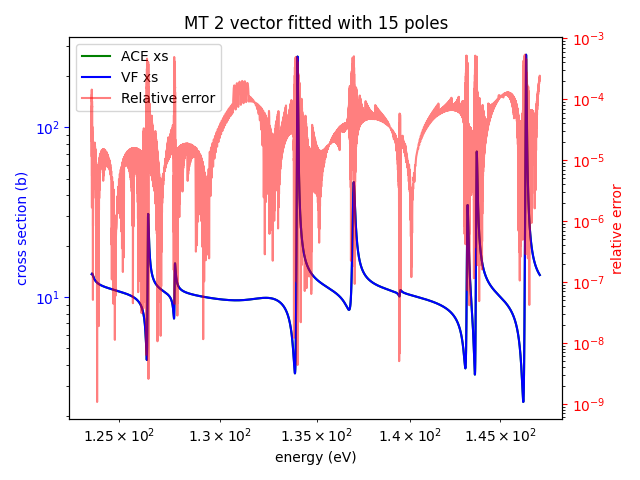 MT 2 vector fitted with 15 poles
ACE xs
VF xs
Relative error
cross section (b)
10²
10¹
10⁻³
10⁻⁴
10⁻⁵
10⁻⁶
10⁻⁷
10⁻⁸
10⁻⁹
relative error
1.25 × 10² 1.3 × 10² 1.35 × 10² 1.4 × 10² 1.45 × 10²
energy (eV)